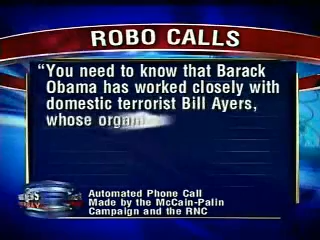 ROBO CALLS
“You need to know that Barack
Obama has worked closely with
domestic terrorist Bill Ayers,
whose
Automated Phone Call
Made by the McCain-Palin
Campaign and the RNC